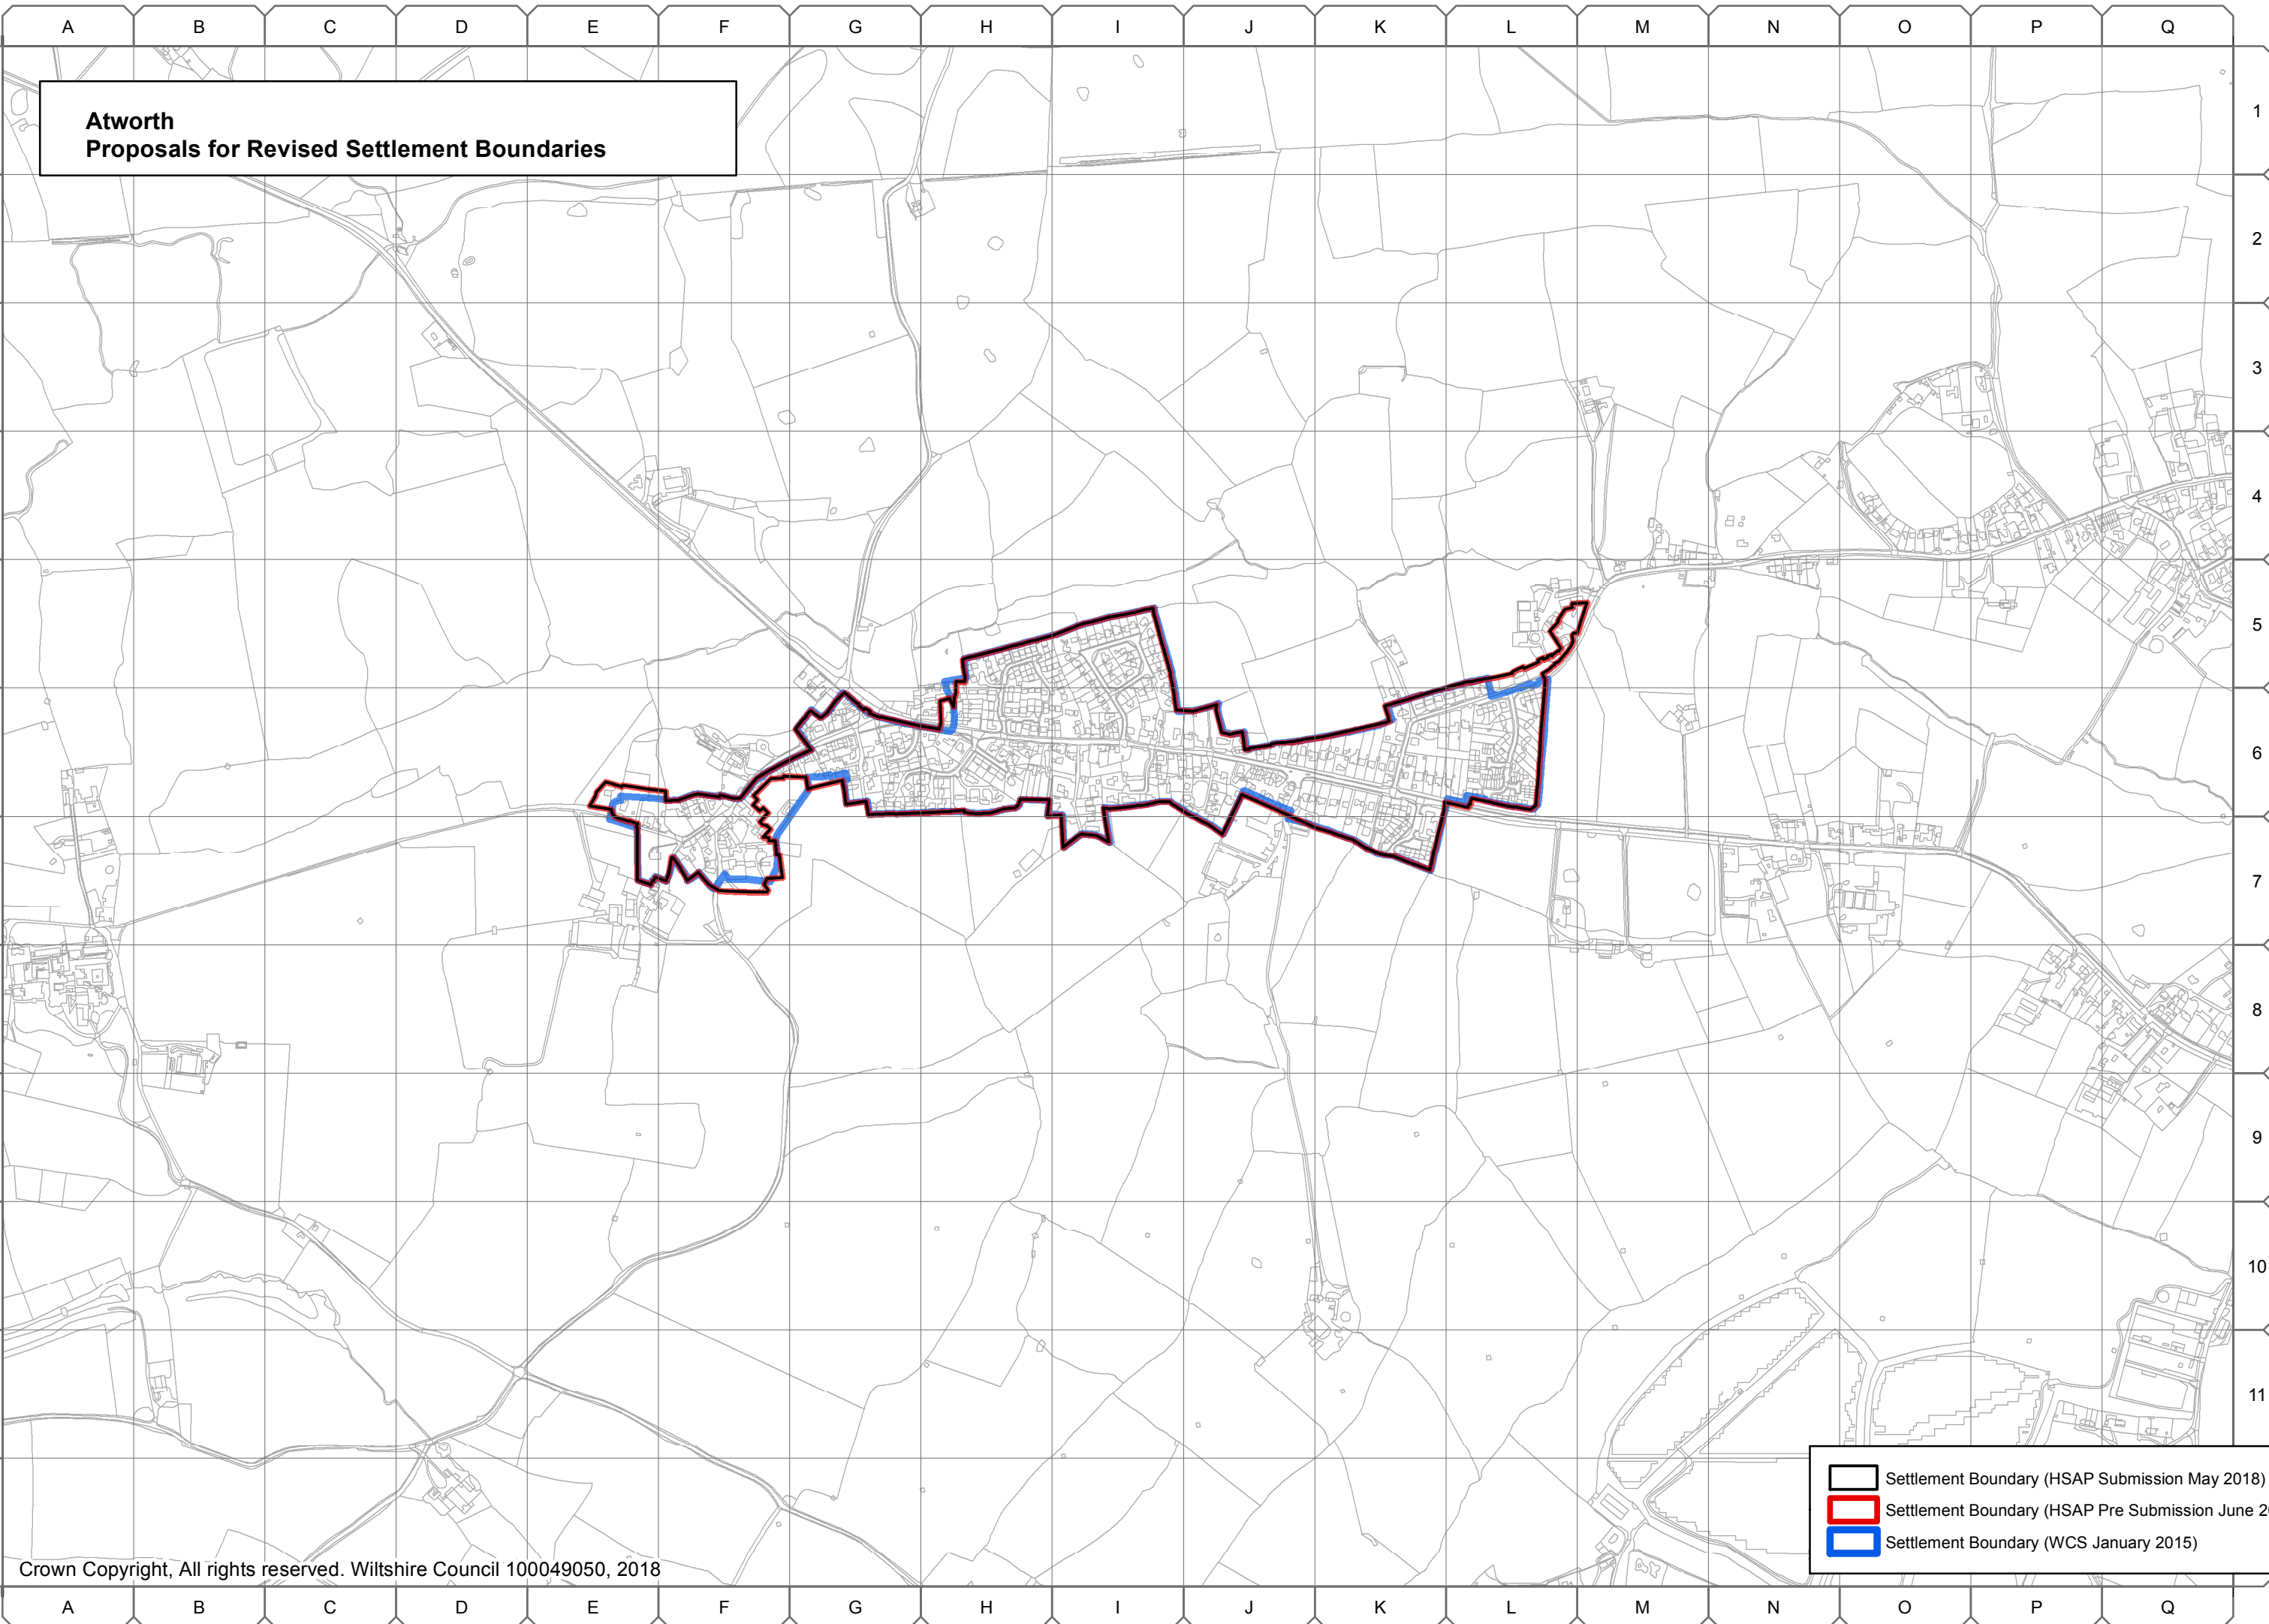 A B C D E F G H I J K L M N O P Q
Atworth
Proposals for Revised Settlement Boundaries
1
2
3
4
5
6
7
8
9
10
11
Settlement Boundary (HSAP Submission May 2018)
Settlement Boundary (HSAP Pre Submission June
Settlement Boundary (WCS January 2015)
Crown Copyright, All rights reserved. Wiltshire Council 100049050, 2018
A B C D E F G H I J K L M N O P Q